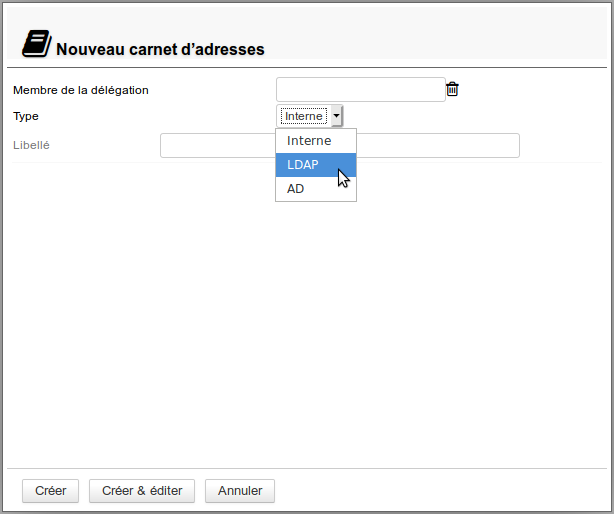 Nouveau carnet d'adresses
Membre de la délégation
Type Interne
Libellé
Interne
LDAP
AD
Créer Créer & éditer Annuler